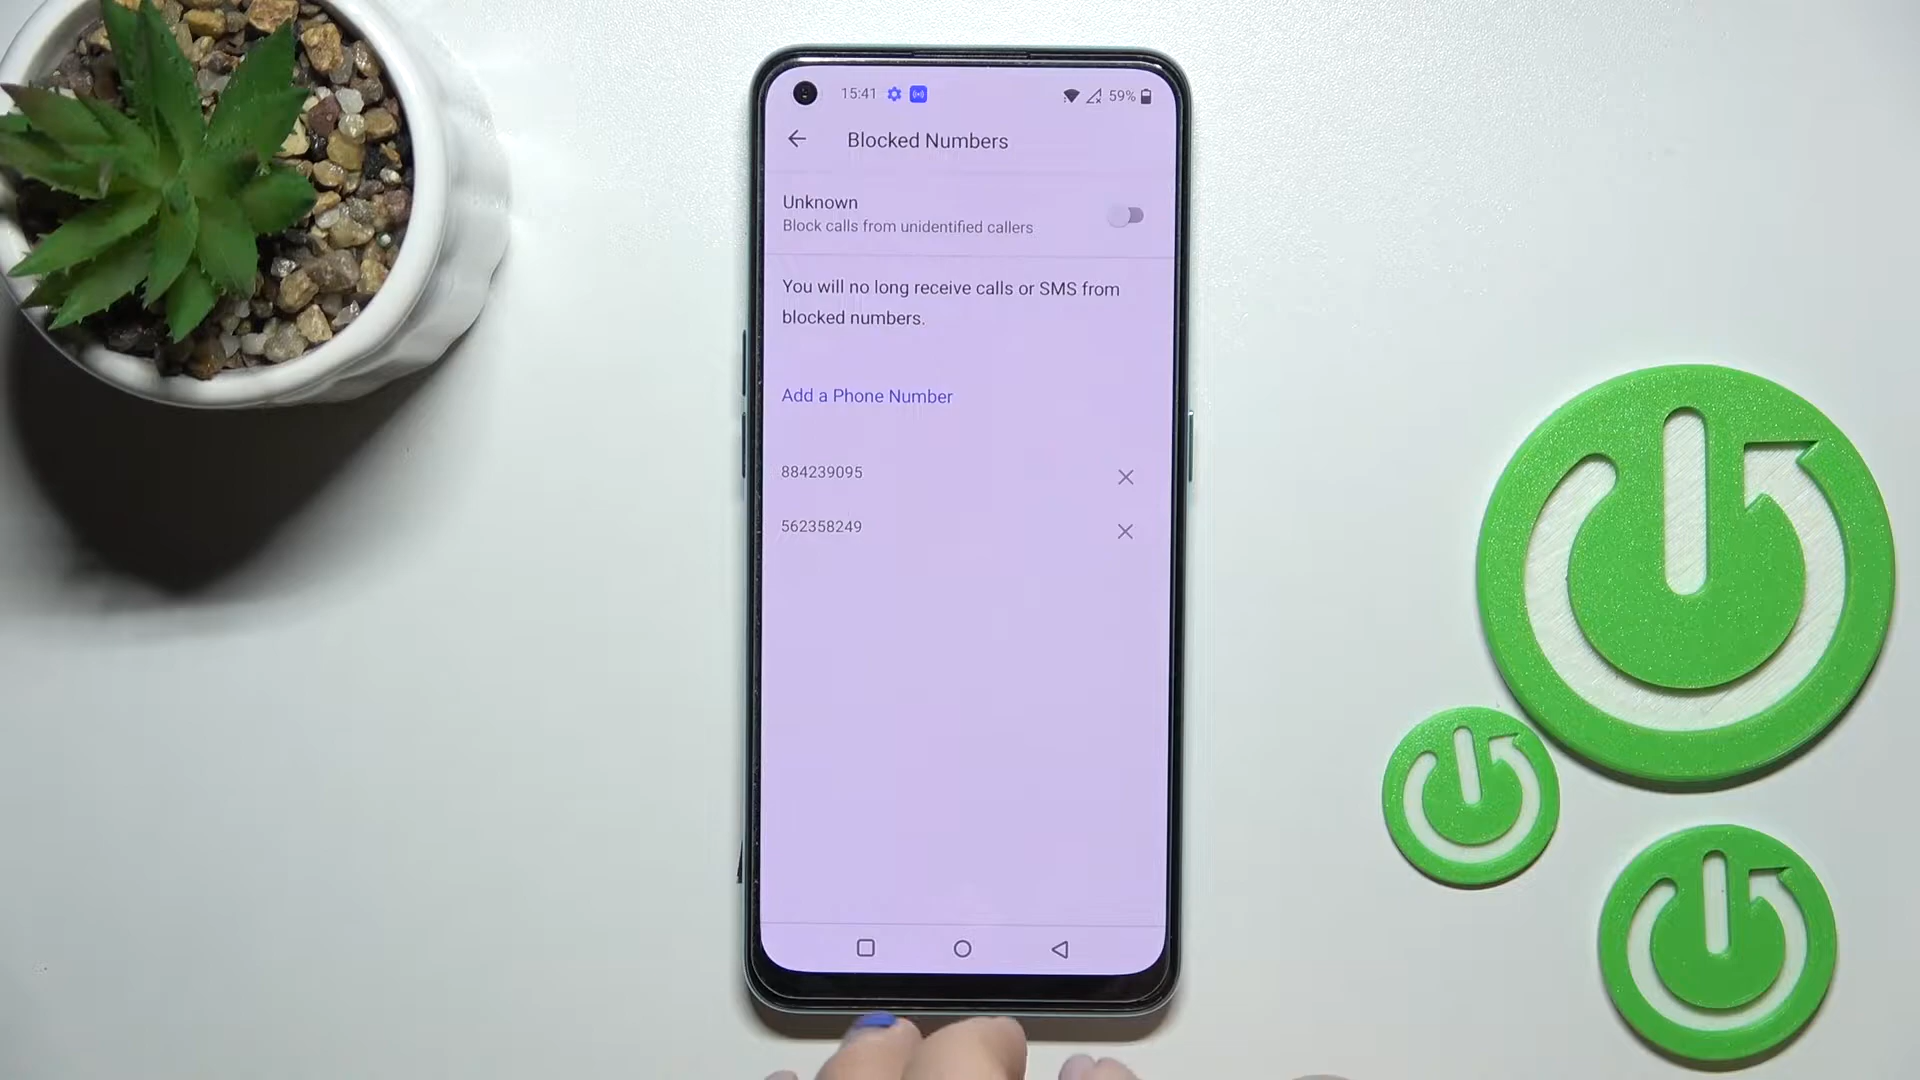 15:41 59%
Blocked Numbers
Unknown
Block calls from unidentified callers
You will no long receive calls or SMS from
blocked numbers.
Add a Phone Number
884239095
562358249